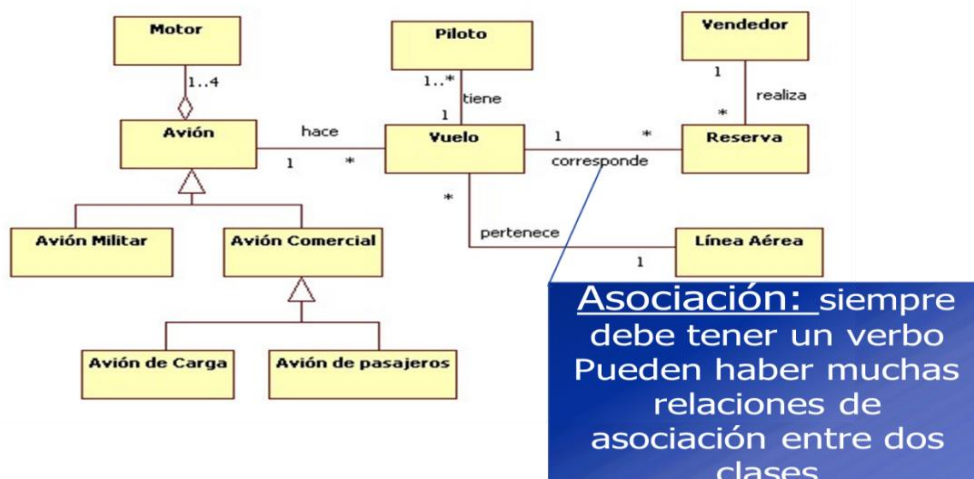 Motor
Piloto
Vendedor
1..4
1..*
tiene
1
1
realiza
*
Avión
hace
1
*
Vuelo
1
*
corresponde
Reserva
*
pertenece
1
Línea Aérea
Avión Militar
Avión Comercial
Avión de Carga
Avión de pasajeros
Asociación: siempre
debe tener un verbo
Pueden haber muchas
relaciones de
asociación entre dos
clases